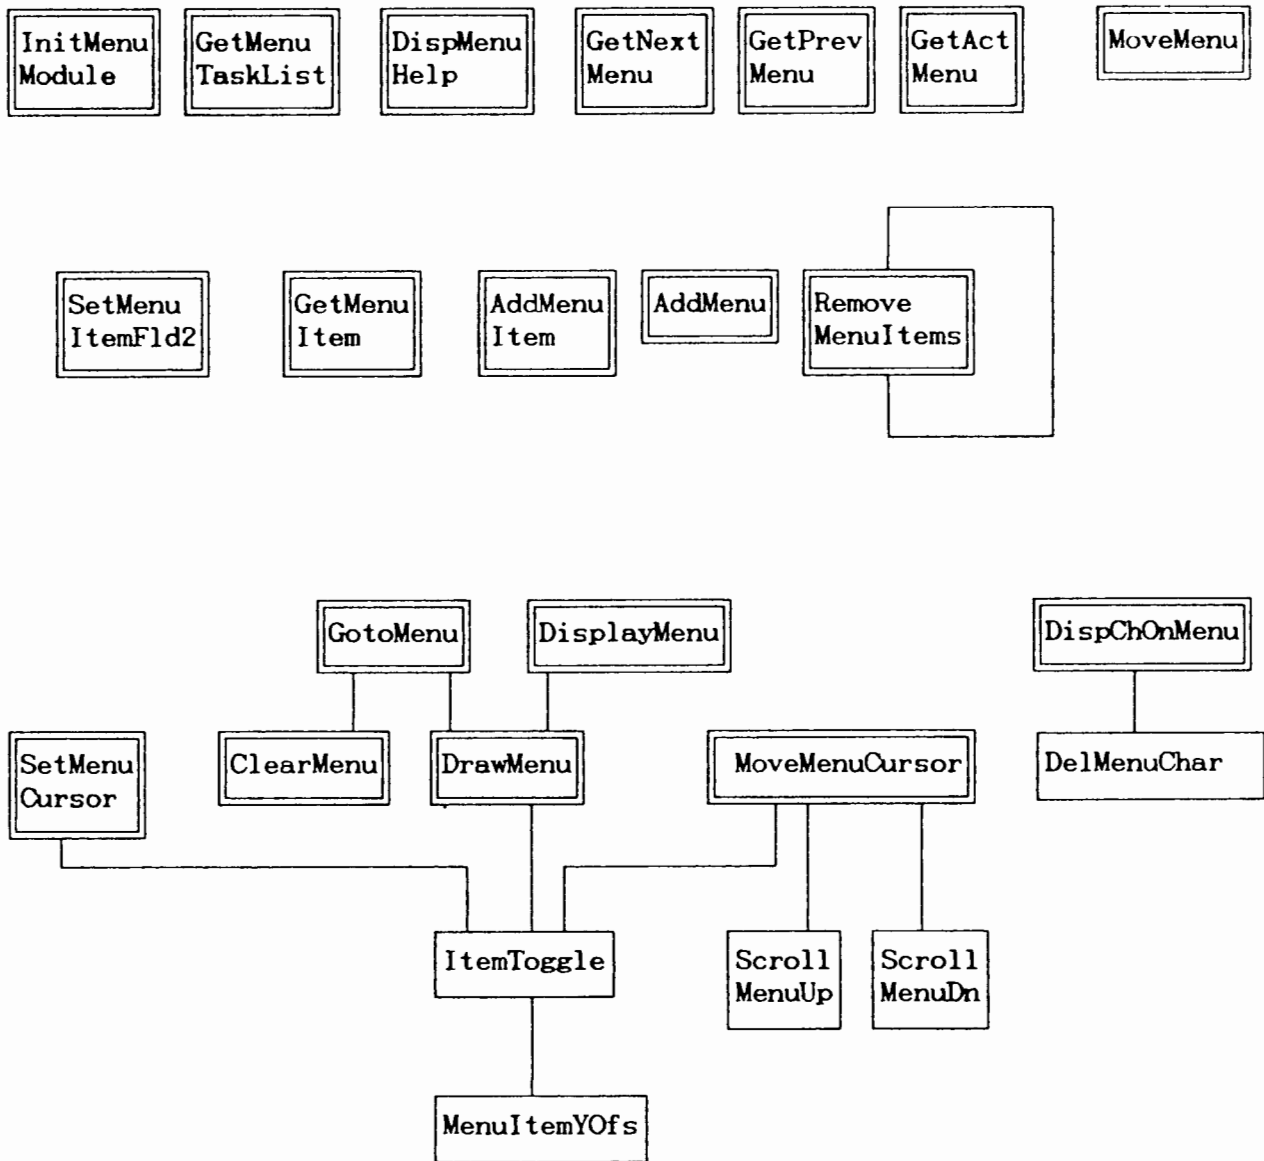 InitMenu
Module
GetMenu
TaskList
DispMenu
Help
GetNext
Menu
GetPrev
Menu
GetAct
Menu
MoveMenu
SetMenu
ItemFld2
GetMenu
Item
AddMenu
Item
AddMenu
Remove
MenuItems
GotoMenu
DisplayMenu
DispChOnMenu
SetMenu
Cursor
ClearMenu
DrawMenu
MoveMenuCursor
DelMenuChar
ItemToggle
Scroll
MenuUp
Scroll
MenuDn
MenuItemYOfs